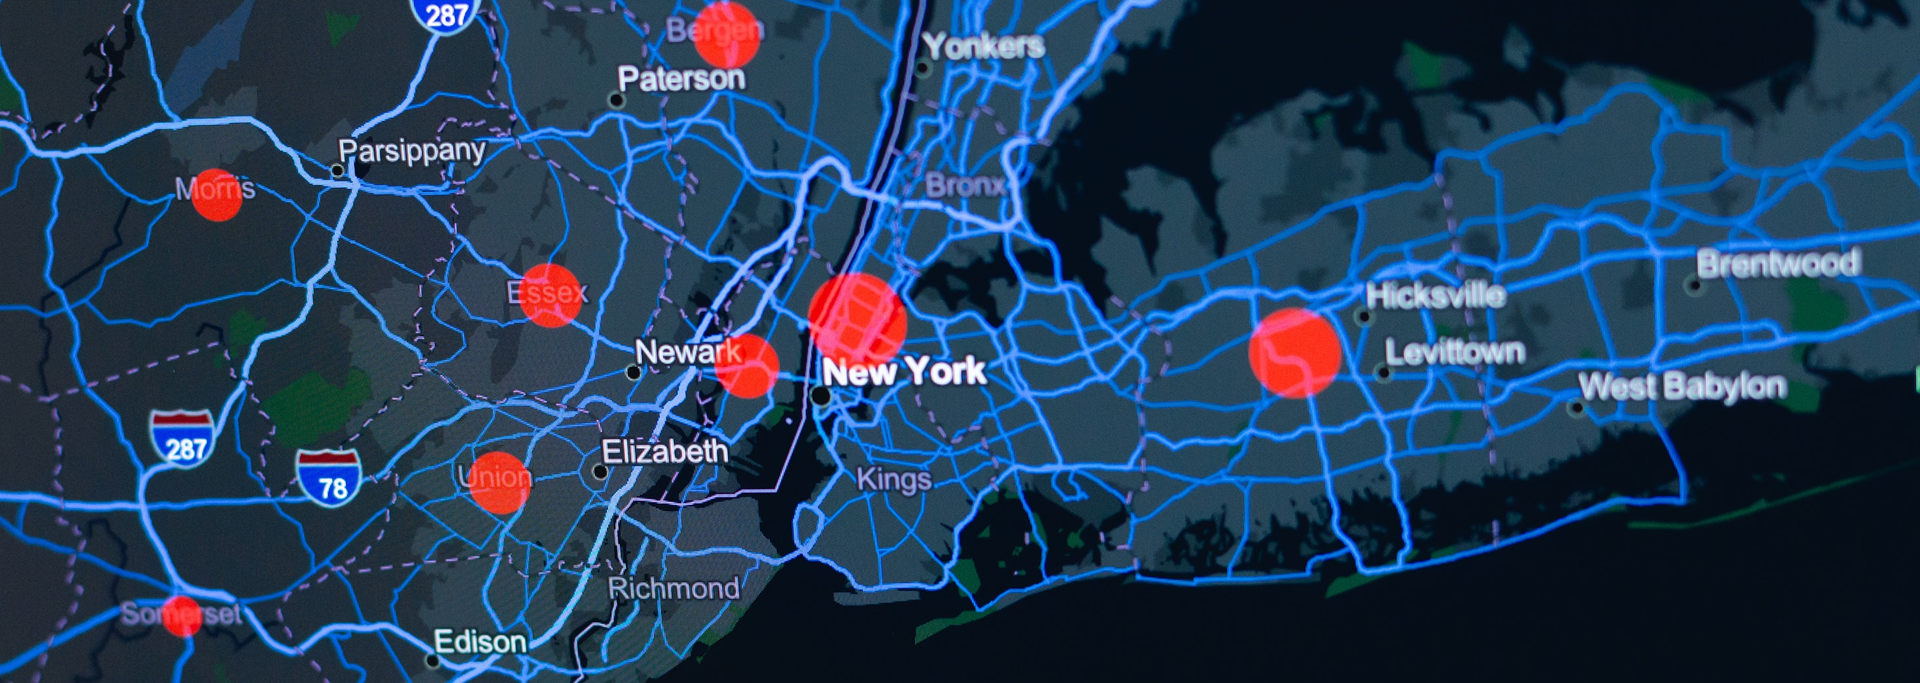 287
Bergen
Yonkers
Paterson
Parsippany
Morris
Bronx
Brentwood
Essex
Hicksville
Newark
Levittown
New York
West Babylon
287
78
Union
Elizabeth
Kings
Richmond
Somerset
Edison